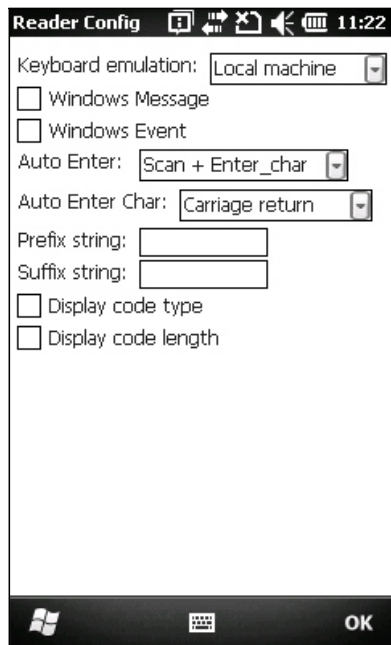 Reader Config 11:22
Keyboard emulation: Local machine
Windows Message
Windows Event
Auto Enter: Scan + Enter_char
Auto Enter Char: Carriage return
Prefix string:
Suffix string:
Display code type
Display code length
OK